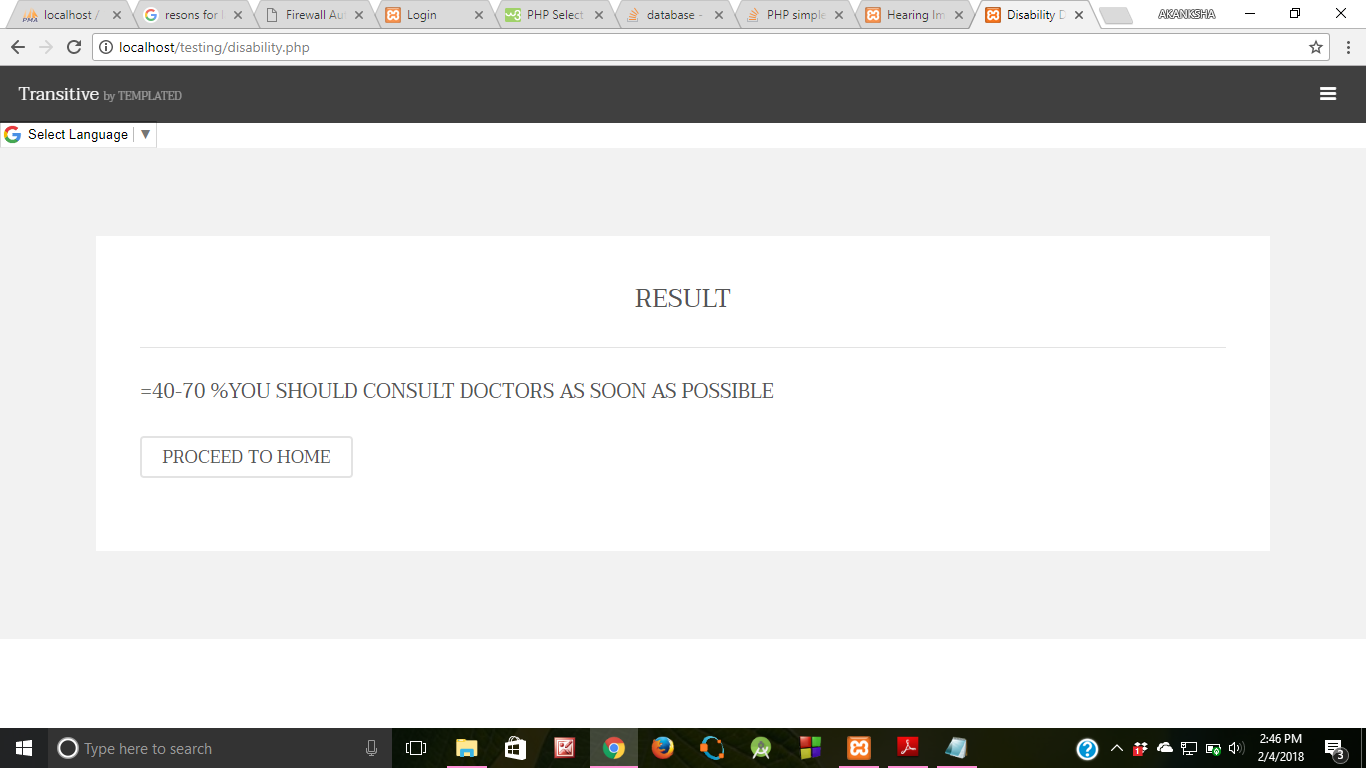 localhost /
resons for
Firewall Au
Login
PHP Select
database -
PHP simple
Hearing Im
Disability D
AKANKSHA
localhost/testing/disability.php
Transitive by TEMPLATED
Select Language ▼
RESULT
=40-70 %YOU SHOULD CONSULT DOCTORS AS SOON AS POSSIBLE
PROCEED TO HOME
Type here to search
2:46 PM
2/4/2018
3